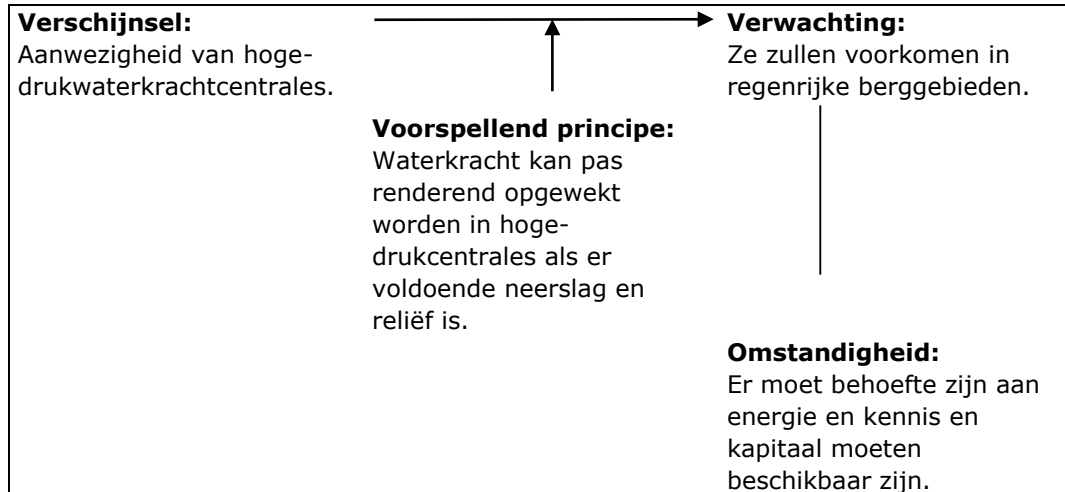 Verschijnsel:
Aanwezigheid van hoge-
drukwaterkrachtcentrales.
Verwachting:
Ze zullen voorkomen in
regenrijke berggebieden.
Voorspellend principe:
Waterkracht kan pas
renderend opgewekt
worden in hoge-
drukcentrales als er
voldoende neerslag en
reliëf is.
Omstandigheid:
Er moet behoefte zijn aan
energie en kennis en
kapitaal moeten
beschikbaar zijn.